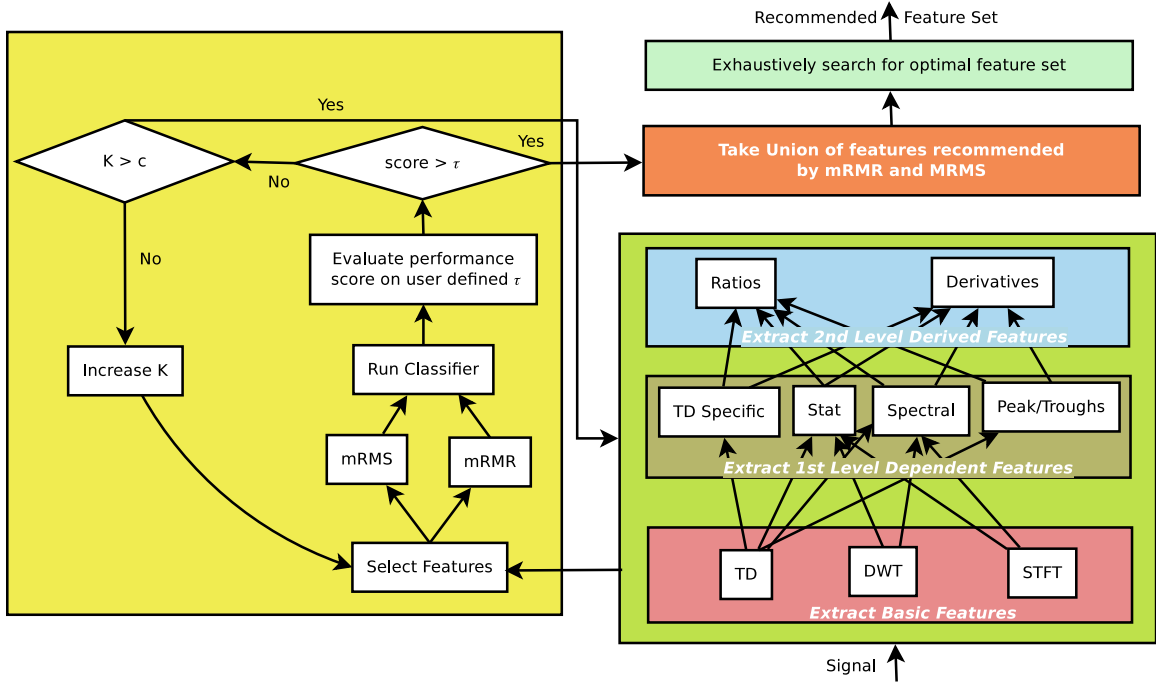 Recommended Feature Set
Exhaustively search for optimal feature set
Take Union of features recommended
by mRMR and MRMS
Yes
Yes
K > c
score > τ
No
No
Evaluate performance
score on user defined τ
Increase K
Run Classifier
mRMS
mRMR
Select Features
Ratios
Derivatives
Extract 2nd Level Derived Features
TD Specific
Stat
Spectral
Peak/Troughs
Extract 1st Level Dependent Features
TD
DWT
STFT
Extract Basic Features
Signal